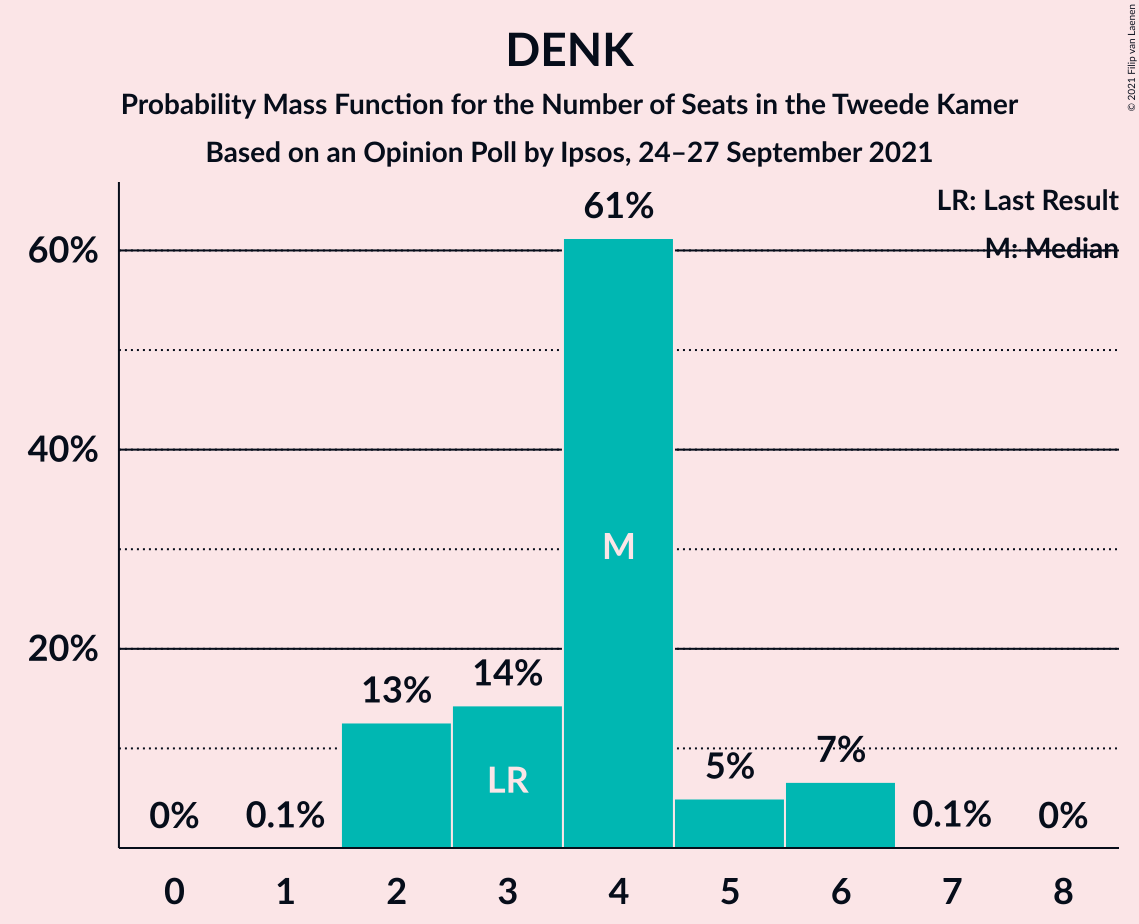 DENK
Probability Mass Function for the Number of Seats in the Tweede Kamer
Based on an Opinion Poll by Ipsos, 24–27 September 2021
© 2021 Filip van Laenen
LR: Last Result
M: Median
60%
40%
20%
0%
0.1%
13%
14%
61%
5%
7%
0.1%
0%
LR
M
0 1 2 3 4 5 6 7 8